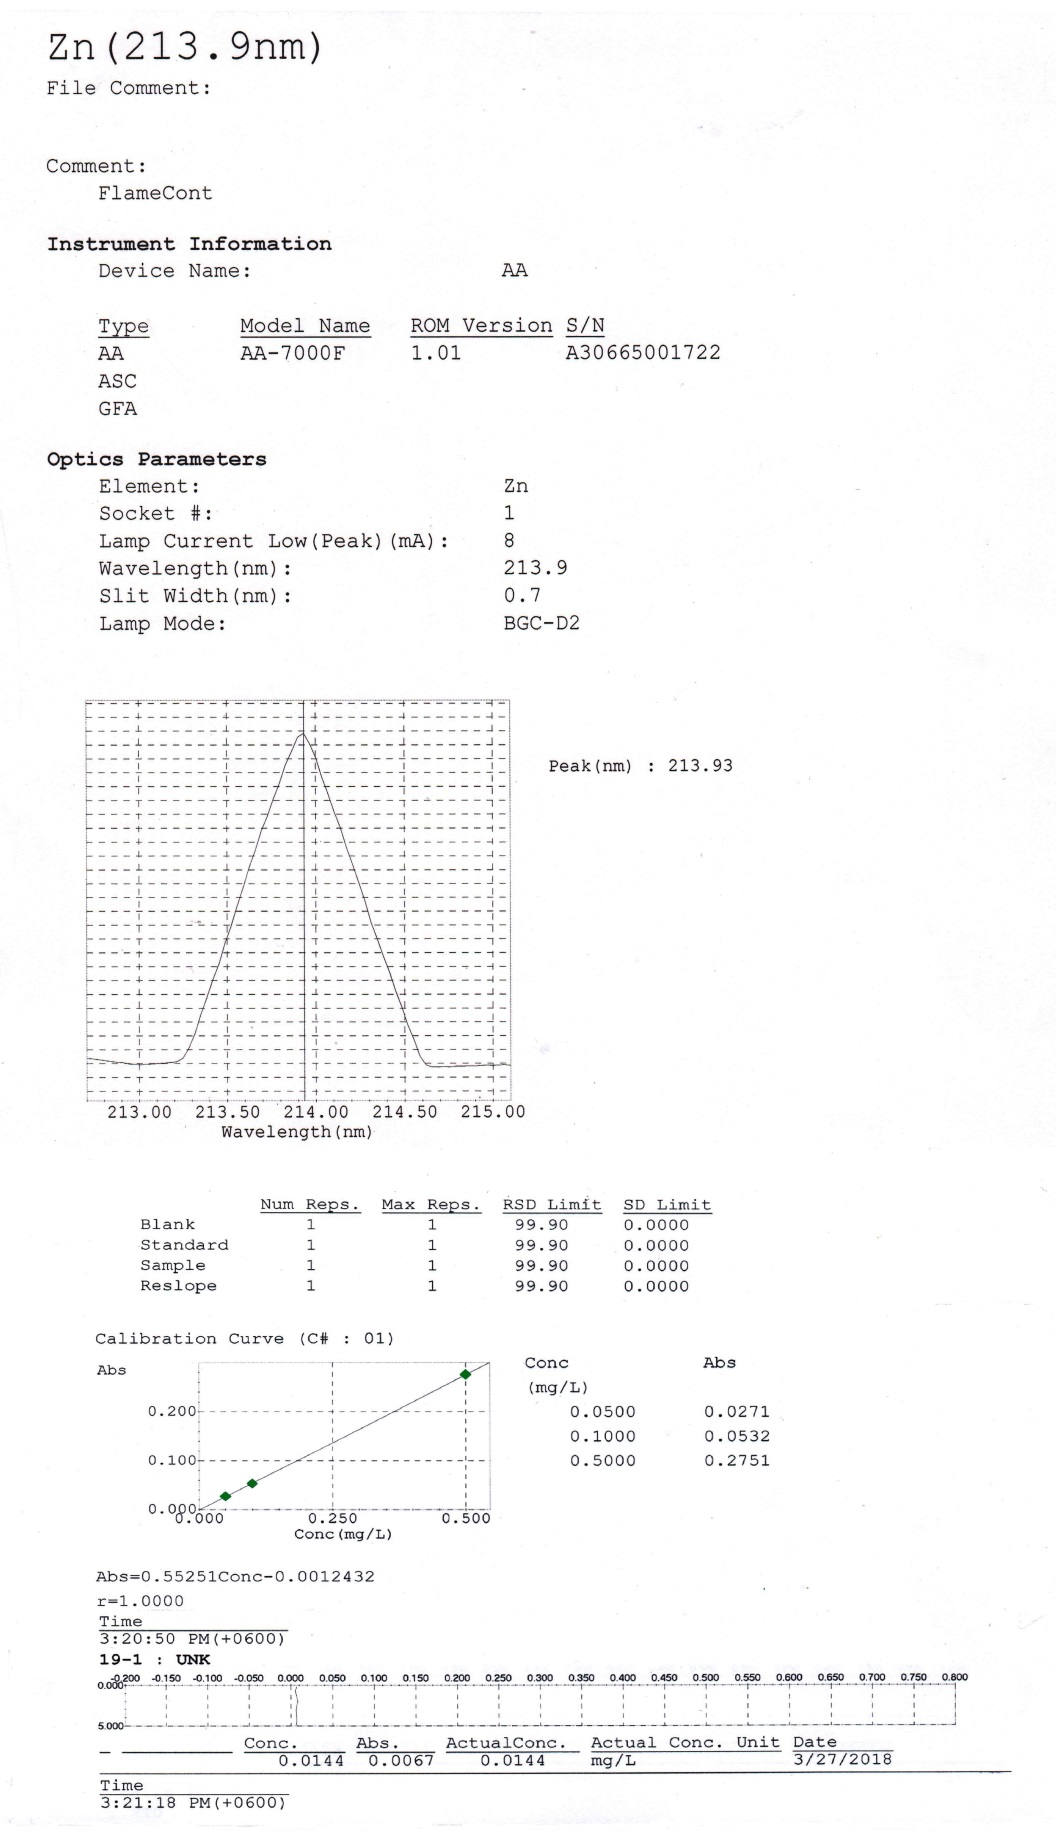 Zn(213.9nm)
File Comment:
Comment:
FlameCont
Instrument Information
Device Name: AA
Type Model Name ROM Version S/N
AA AA-7000F 1.01 A30665001722
ASC
GFA
Optics Parameters
Element: Zn
Socket #: 1
Lamp Current Low(Peak)(mA): 8
Wavelength(nm): 213.9
Slit Width(nm): 0.7
Lamp Mode: BGC-D2
Peak(nm) : 213.93
213.00 213.50 214.00 214.50 215.00
Wavelength(nm)
Num Reps. Max Reps. RSD Limit SD Limit
Blank 1 1 99.90 0.0000
Standard 1 1 99.90 0.0000
Sample 1 1 99.90 0.0000
Reslope 1 1 99.90 0.0000
Calibration Curve (C# : 01)
Abs
0.200
0.100
0.000
0.000 0.250 0.500
Conc(mg/L)
Conc Abs
(mg/L)
0.0500 0.0271
0.1000 0.0532
0.5000 0.2751
Abs=0.55251Conc-0.0012432
r=1.0000
Time
3:20:50 PM(+0600)
19-1 : UNK
-0.200 -0.150 -0.100 -0.050 0.000 0.050 0.100 0.150 0.200 0.250 0.300 0.350 0.400 0.450 0.500 0.550 0.600 0.650 0.700 0.750 0.800
0.000
5.000
Conc. Abs. ActualConc. Actual Conc. Unit Date
0.0144 0.0067 0.0144 mg/L 3/27/2018
Time
3:21:18 PM(+0600)